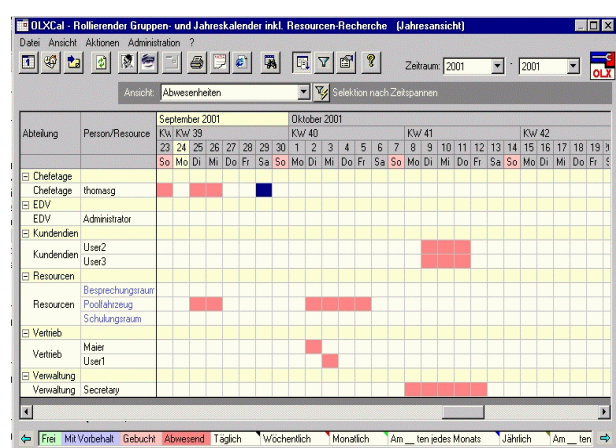 OLXCal - Rollierender Gruppen- und Jahreskalender inkl. Resourcen-Recherche (Jahresansicht)
Datei Ansicht Aktionen Administration ?
Zeitraum: 2001 - 2001
OLX
Ansicht: Abwesenheiten Selektion nach Zeitspannen
September 2001 Oktober 2001
Abteilung Person/Resource KW KW 39 KW 40 KW 41 KW 42
23 24 25 26 27 28 29 30 1 2 3 4 5 6 7 8 9 10 11 12 13 14 15 16 17 18 19
So Mo Di Mi Do Fr Sa So Mo Di Mi Do Fr Sa So Mo Di Mi Do Fr Sa So Mo Di Mi Do Fr
Chefetage
Chefetage thomasg
EDV
EDV Administrator
Kundendien
Kundendien User2
User3
Resourcen
Besprechungsraum
Resourcen Poolfahrzeug
Schulungsraum
Vertrieb
Vertrieb Maier
User1
Verwaltung
Verwaltung Secretary
Frei Mit Vorbehalt Gebucht Abwesend Täglich Wöchentlich Monatlich Am __ ten jedes Monats Jährlich Am __ ten